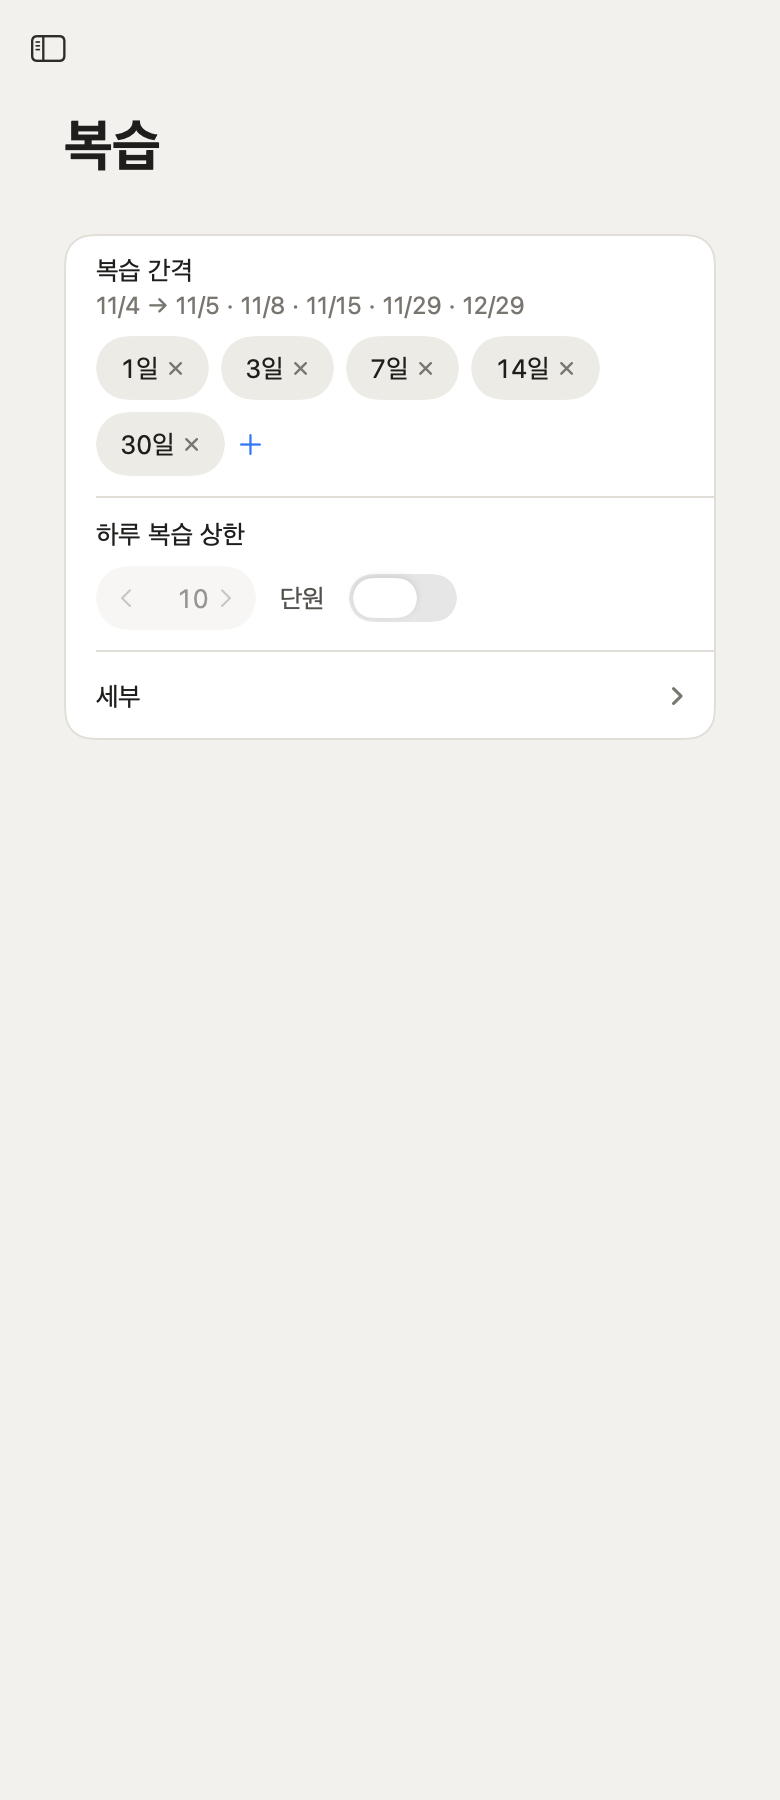 복습
복습 간격
11/4 → 11/5 · 11/8 · 11/15 · 11/29 · 12/29
1일 × 3일 × 7일 × 14일 ×
30일 × +
하루 복습 상한
< 10 > 단원
세부 >